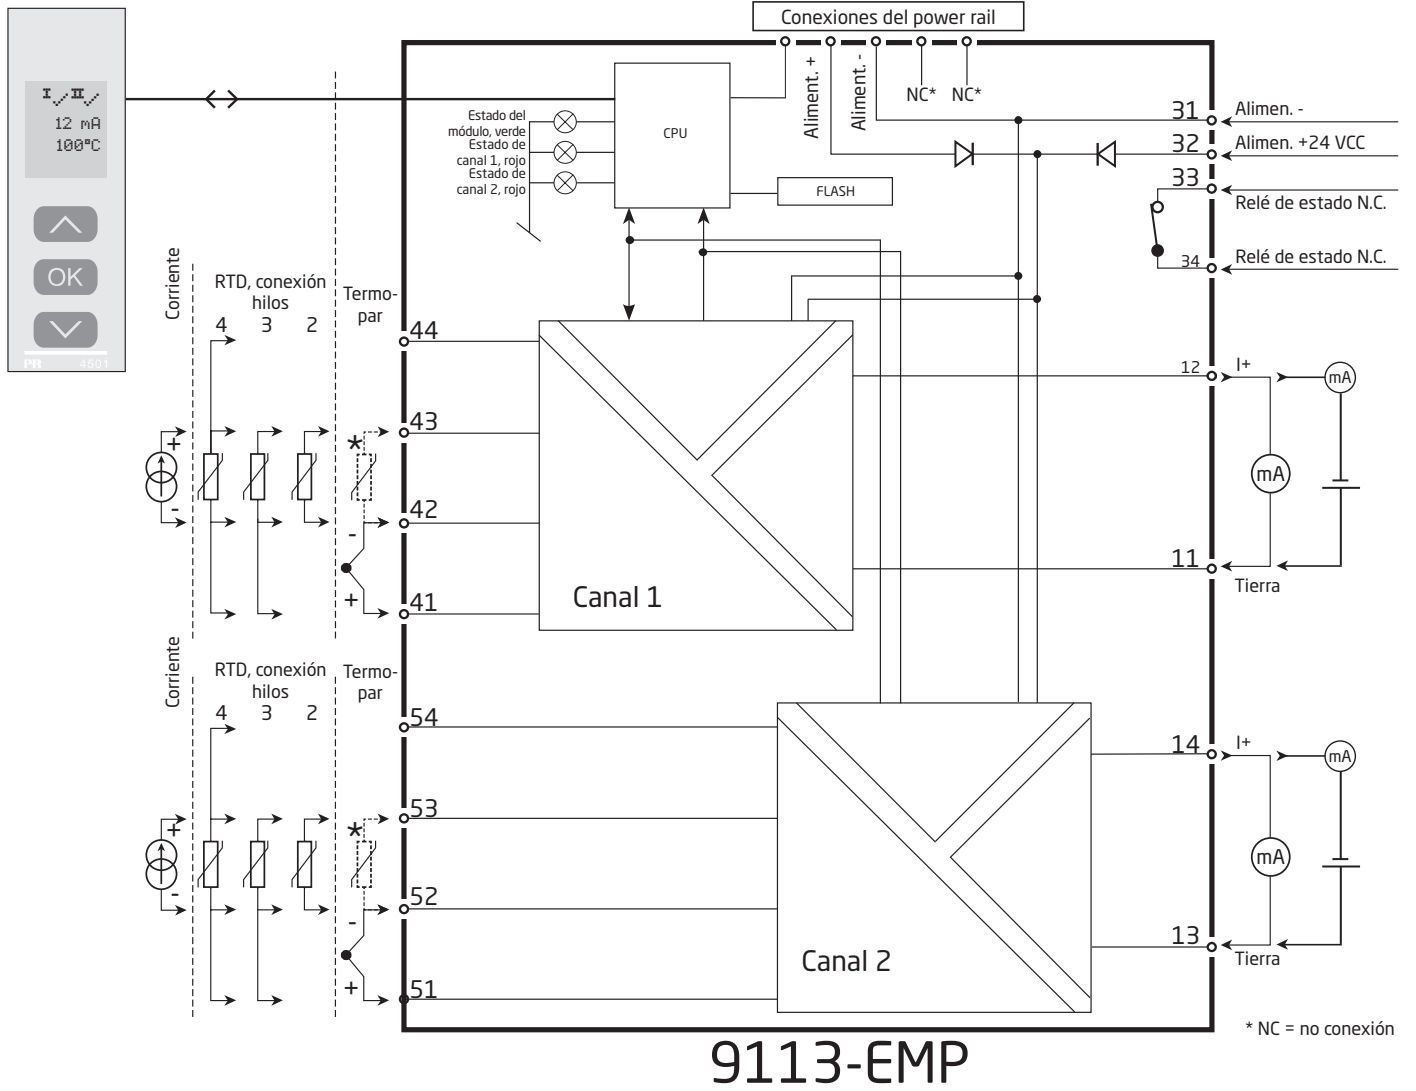 Conexiones del power rail
Aliment. +
Aliment. -
NC* NC*
I II
12 mA
100°C
OK
PR 4501
Estado del
módulo, verde
Estado de
canal 1, rojo
Estado de
canal 2, rojo
CPU
FLASH
31 Alimen. -
32 Alimen. +24 VCC
33
Relé de estado N.C.
34 Relé de estado N.C.
Corriente
RTD, conexión
hilos
4 3 2
Termo-
par
44
43
42
41
+
-
*
-
+
Canal 1
12 I+
mA
mA
11
Tierra
Corriente
RTD, conexión
hilos
4 3 2
Termo-
par
54
53
52
51
+
-
*
-
+
Canal 2
14 I+
mA
mA
13
Tierra
* NC = no conexión
9113-EMP